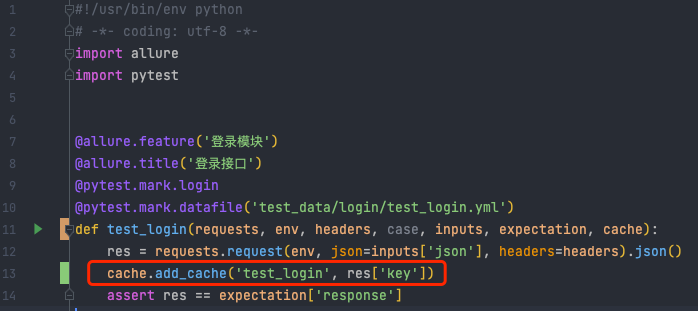 1 #!/usr/bin/env python
2 # -*- coding: utf-8 -*-
3 import allure
4 import pytest
5
6
7 @allure.feature('登录模块')
8 @allure.title('登录接口')
9 @pytest.mark.login
10 @pytest.mark.datafile('test_data/login/test_login.yml')
11 def test_login(requests, env, headers, case, inputs, expectation, cache):
12 res = requests.request(env, json=inputs['json'], headers=headers).json()
13 cache.add_cache('test_login', res['key'])
14 assert res == expectation['response']